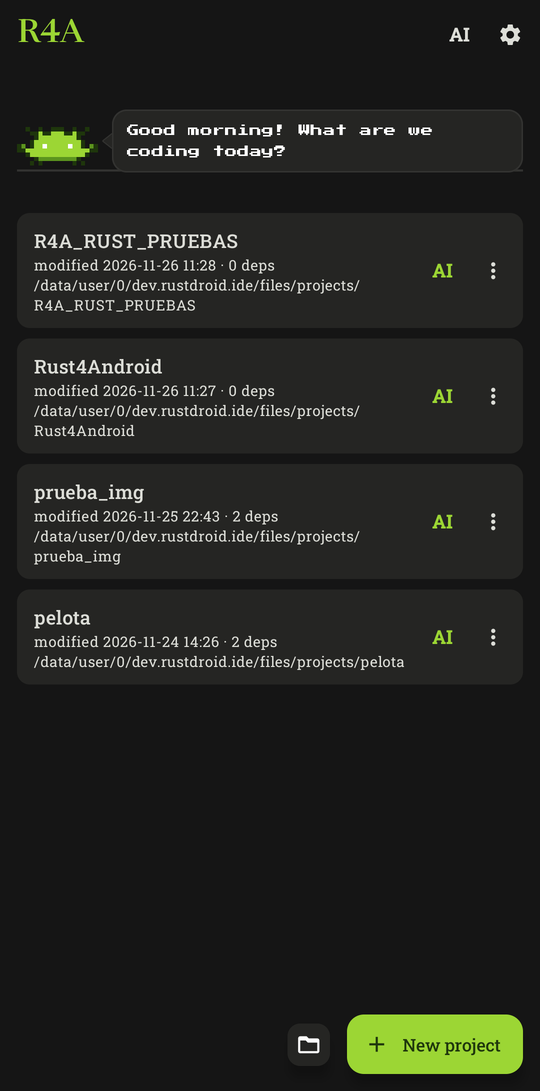 R4A
AI
Good morning! What are we
coding today?
R4A_RUST_PRUEBAS
modified 2026-11-26 11:28 · 0 deps
/data/user/0/dev.rustdroid.ide/files/projects/
R4A_RUST_PRUEBAS
AI
Rust4Android
modified 2026-11-26 11:27 · 0 deps
/data/user/0/dev.rustdroid.ide/files/projects/
Rust4Android
AI
prueba_img
modified 2026-11-25 22:43 · 2 deps
/data/user/0/dev.rustdroid.ide/files/projects/
prueba_img
AI
pelota
modified 2026-11-24 14:26 · 2 deps
/data/user/0/dev.rustdroid.ide/files/projects/pelota
AI
+ New project